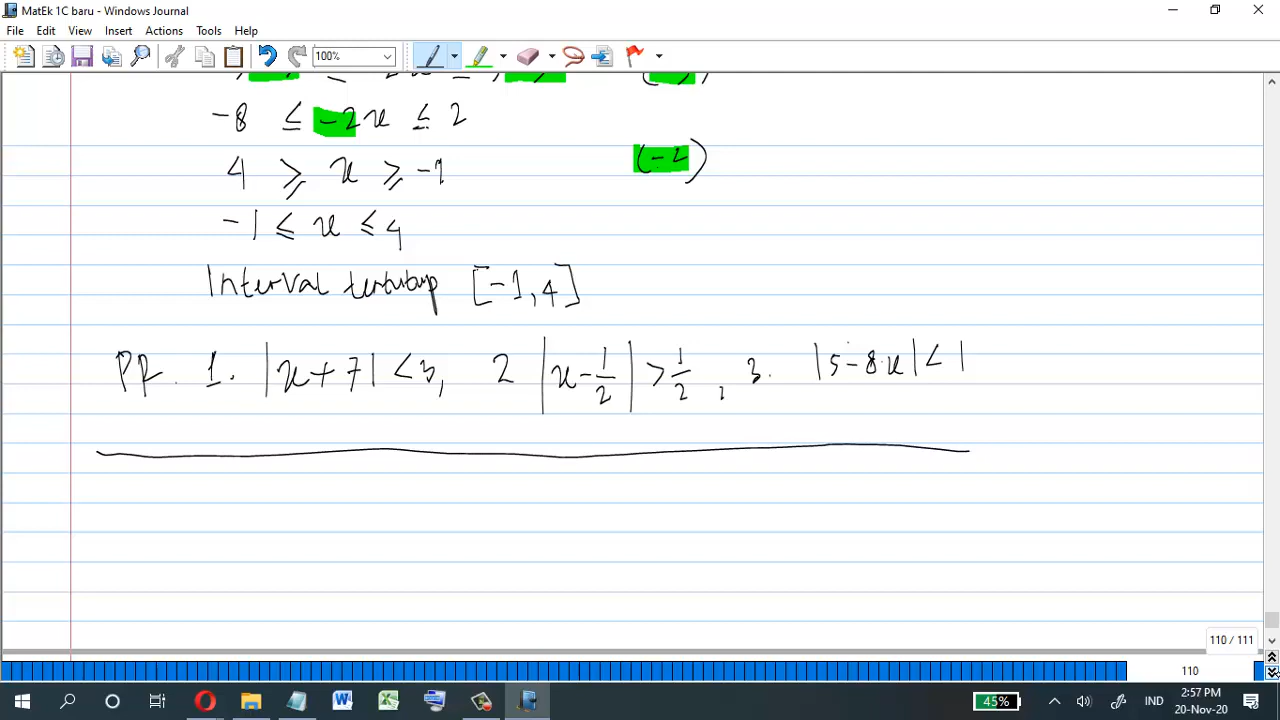 MatEk 1C baru - Windows Journal
File Edit View Insert Actions Tools Help
100%
-8 ≤ -2x ≤ 2
(-2)
4 ≥ x ≥ -1
-1 ≤ x ≤ 4
Interval tertutup [-1, 4]
PR. 1. |x + 7| < 3, 2 |x - 1/2| > 1/2, 3. |5 - 8x| < 1
110 / 111
110
45%
IND
2:57 PM
20-Nov-20